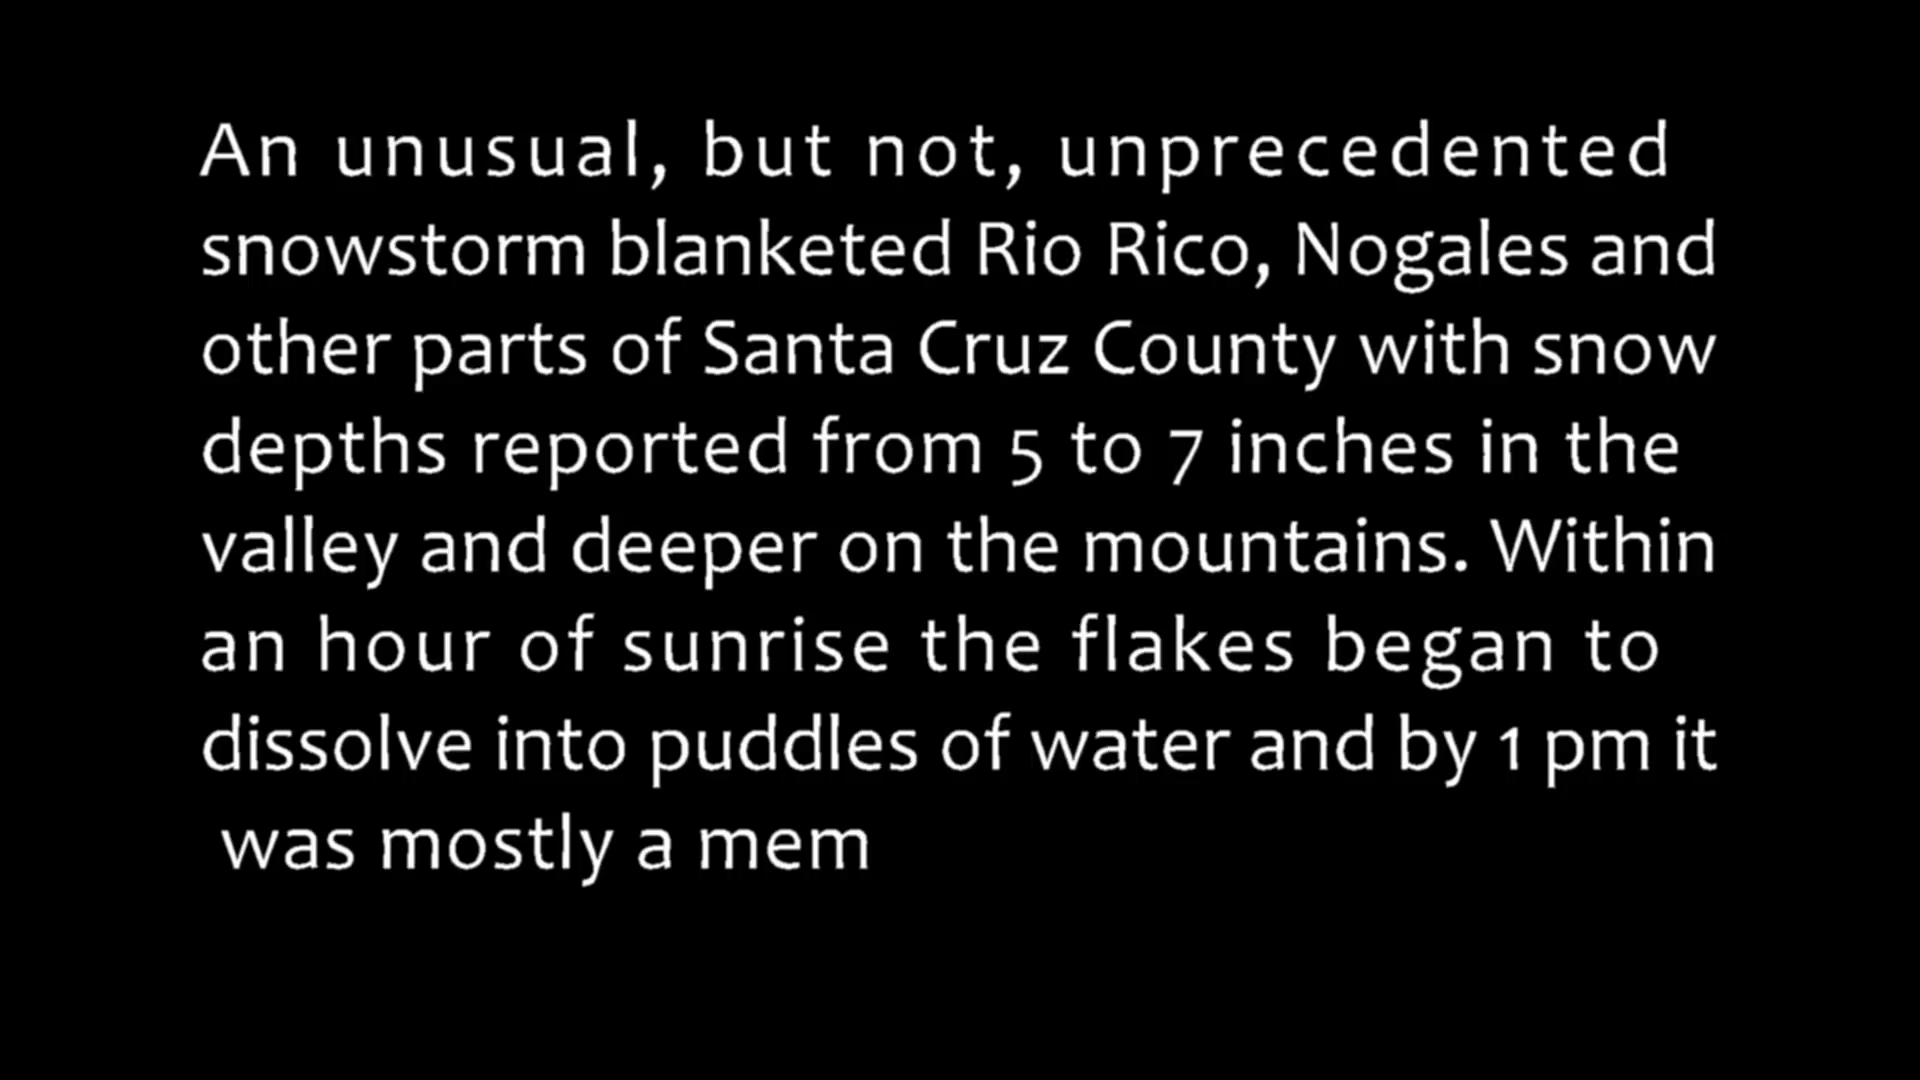 An unusual, but not, unprecedented
snowstorm blanketed Rio Rico, Nogales and
other parts of Santa Cruz County with snow
depths reported from 5 to 7 inches in the
valley and deeper on the mountains. Within
an hour of sunrise the flakes began to
dissolve into puddles of water and by 1 pm it
was mostly a mem